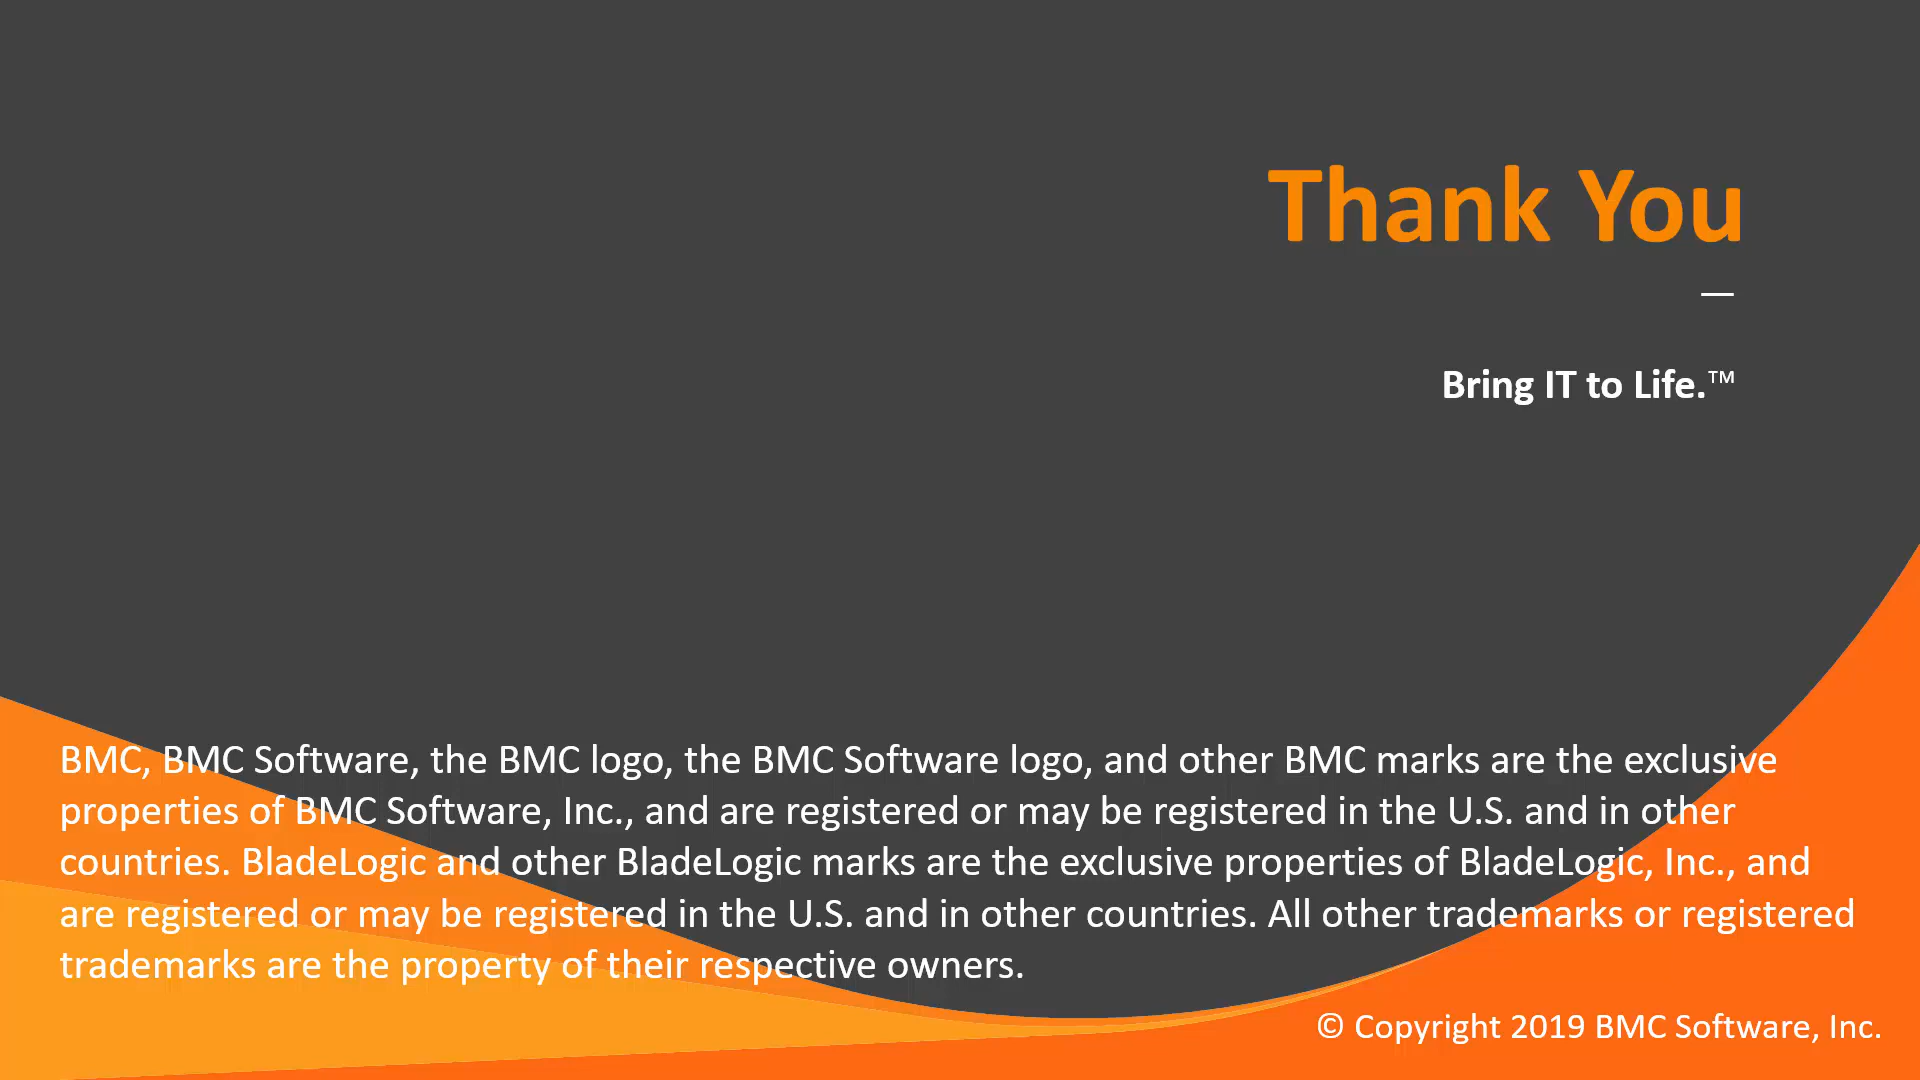 Thank You
—
Bring IT to Life.™
BMC, BMC Software, the BMC logo, the BMC Software logo, and other BMC marks are the exclusive
properties of BMC Software, Inc., and are registered or may be registered in the U.S. and in other
countries. BladeLogic and other BladeLogic marks are the exclusive properties of BladeLogic, Inc., and
are registered or may be registered in the U.S. and in other countries. All other trademarks or registered
trademarks are the property of their respective owners.
© Copyright 2019 BMC Software, Inc.